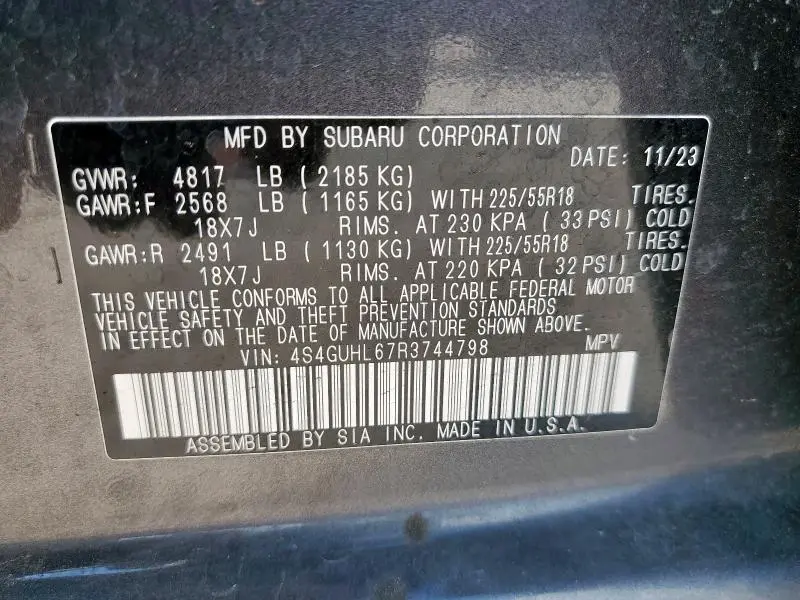 MFD BY SUBARU CORPORATION
DATE: 11/23
GVWR: 4817 LB ( 2185 KG)
GAWR:F 2568 LB ( 1165 KG) WITH 225/55R18 TIRES.
18X7J RIMS. AT 230 KPA ( 33 PSI) COLD
GAWR:R 2491 LB ( 1130 KG) WITH 225/55R18 TIRES.
18X7J RIMS. AT 220 KPA ( 32 PSI) COLD
THIS VEHICLE CONFORMS TO ALL APPLICABLE FEDERAL MOTOR
VEHICLE SAFETY AND THEFT PREVENTION STANDARDS
IN EFFECT ON THE DATE OF MANUFACTURE SHOWN ABOVE.
VIN: 4S4GUHL67R3744798 MPV
ASSEMBLED BY SIA INC. MADE IN U.S.A.